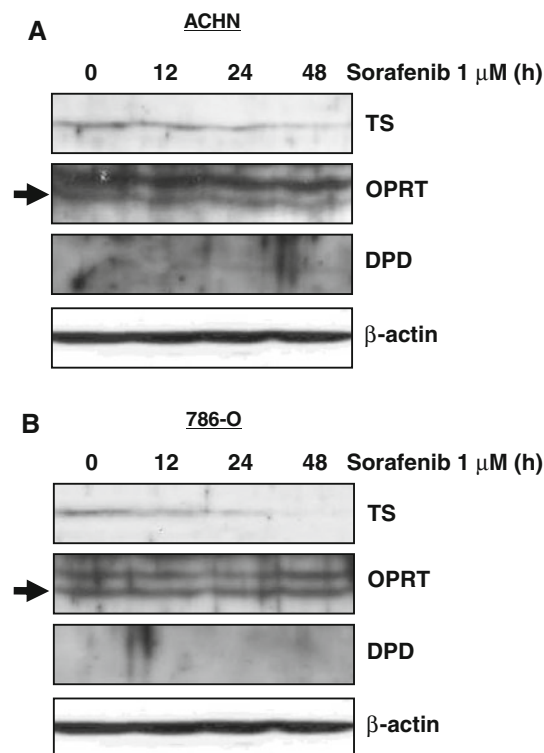 A
ACHN
0 12 24 48 Sorafenib 1 μM (h)
TS
OPRT
DPD
β-actin
B
786-O
0 12 24 48 Sorafenib 1 μM (h)
TS
OPRT
DPD
β-actin